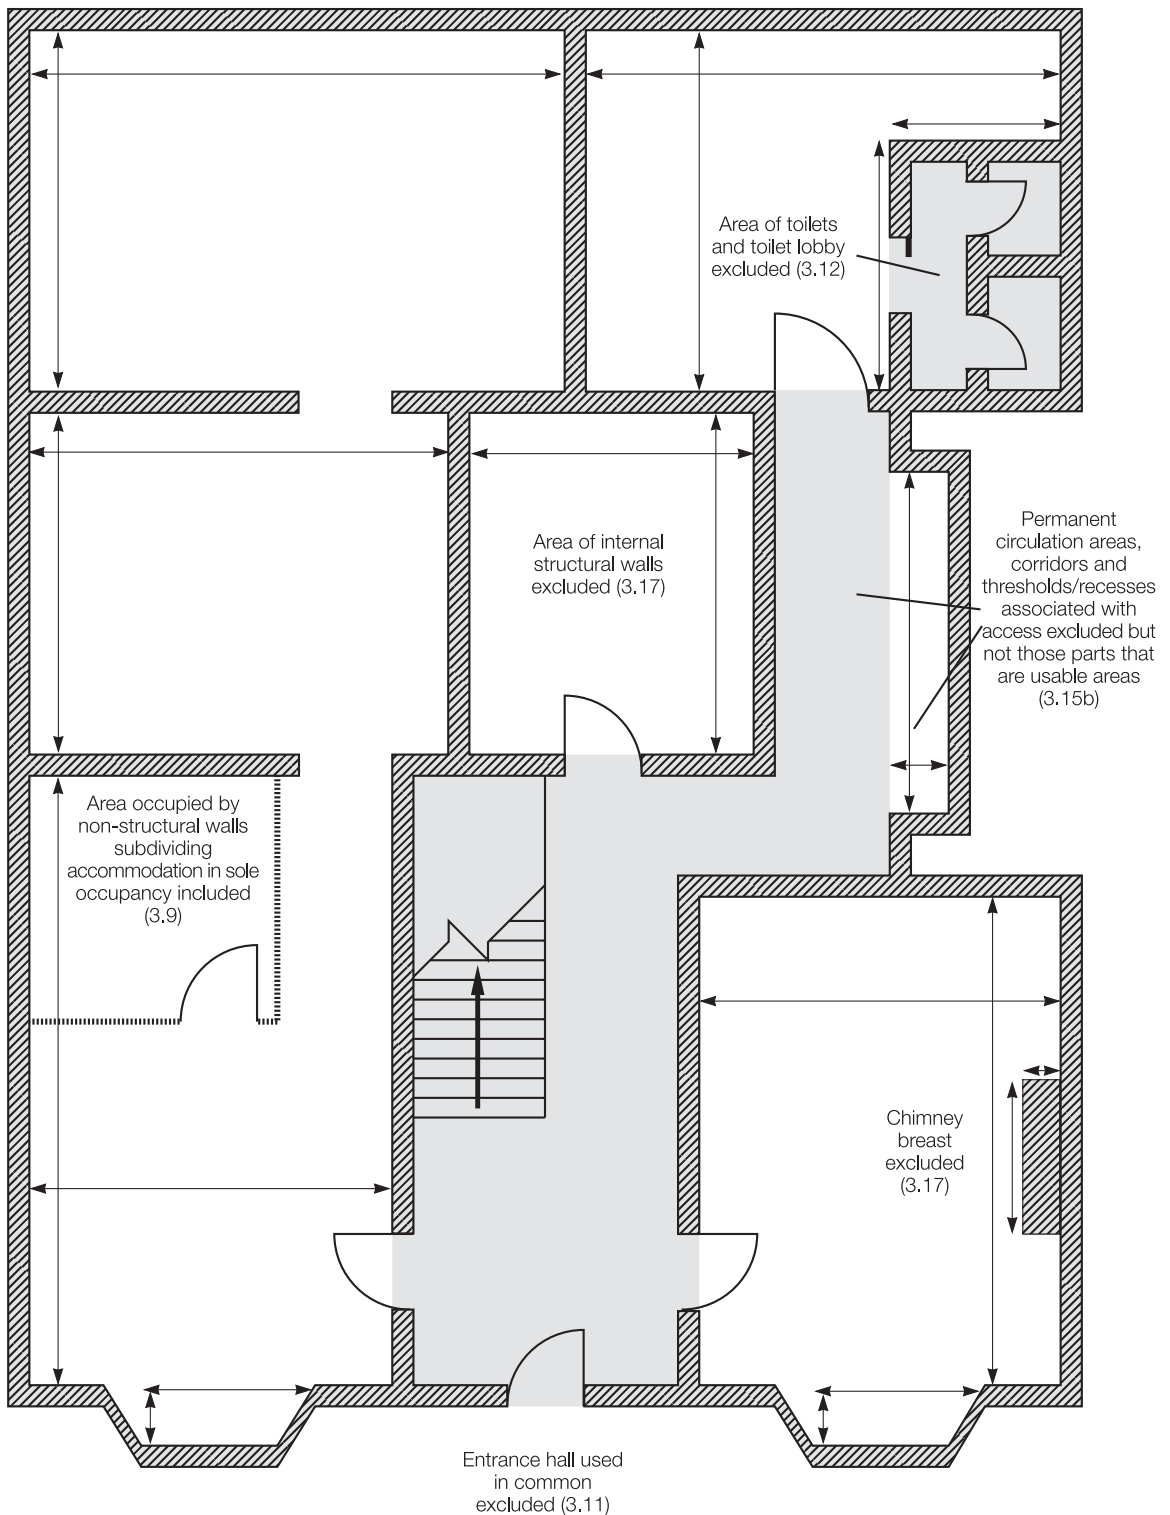 Area of toilets
and toilet lobby
excluded (3.12)
Area of internal
structural walls
excluded (3.17)
Permanent
circulation areas,
corridors and
thresholds/recesses
associated with
access excluded but
not those parts that
are usable areas
(3.15b)
Area occupied by
non-structural walls
subdividing
accommodation in sole
occupancy included
(3.9)
Chimney
breast
excluded
(3.17)
Entrance hall used
in common
excluded (3.11)